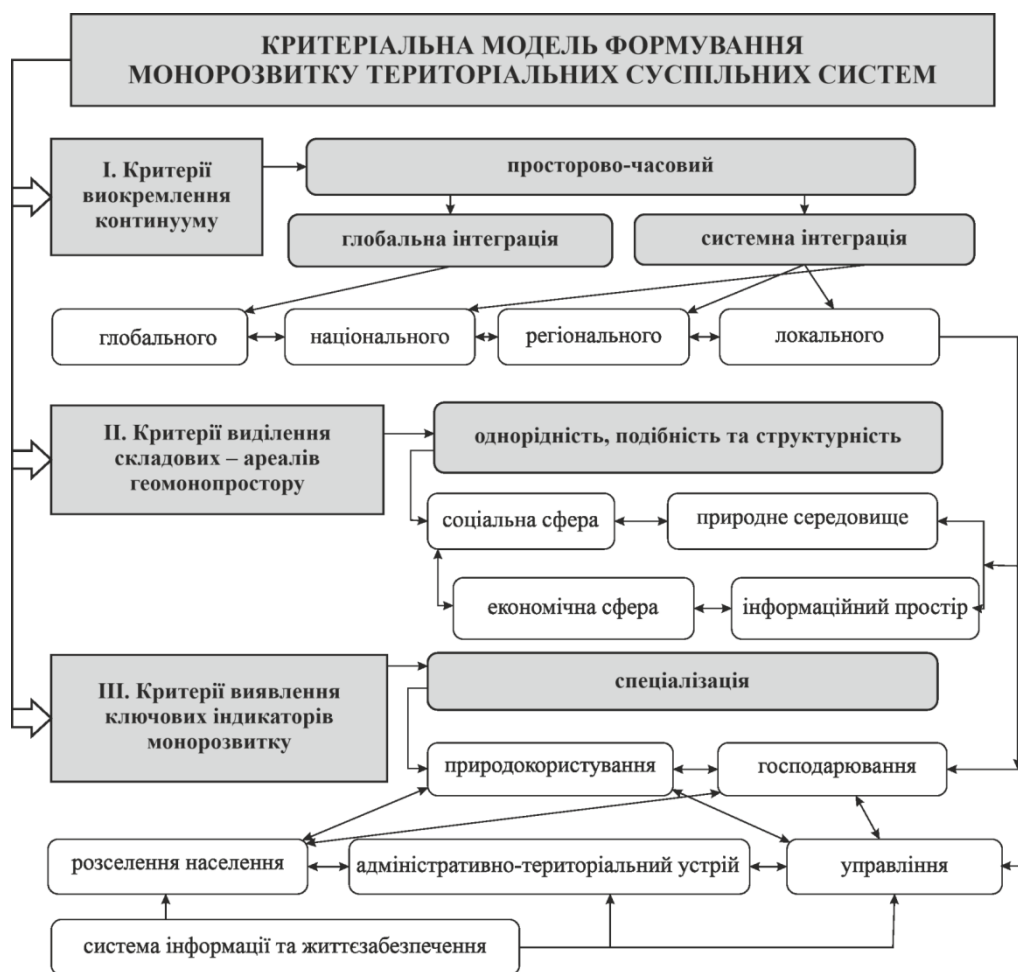 КРИТЕРІАЛЬНА МОДЕЛЬ ФОРМУВАННЯ
МОНОРОЗВИТКУ ТЕРИТОРІАЛЬНИХ СУСПІЛЬНИХ СИСТЕМ
І. Критерії
виокремлення
континууму
просторово-часовий
глобальна інтеграція
системна інтеграція
глобального
національного
регіонального
локального
ІІ. Критерії виділення
складових – ареалів
геомонопростору
однорідність, подібність та структурність
соціальна сфера
природне середовище
економічна сфера
інформаційний простір
ІІІ. Критерії виявлення
ключових індикаторів
монорозвитку
спеціалізація
природокористування
господарювання
розселення населення
адміністративно-територіальний устрій
управління
система інформації та життєзабезпечення